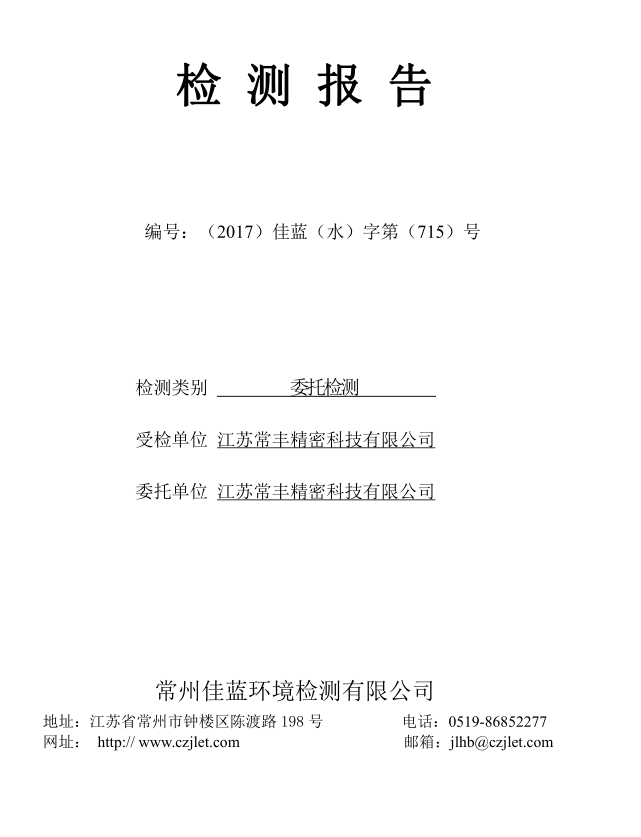 检 测 报 告
编号：（2017）佳蓝（水）字第（715）号
检测类别 委托检测
受检单位 江苏常丰精密科技有限公司
委托单位 江苏常丰精密科技有限公司
常州佳蓝环境检测有限公司
地址：江苏省常州市钟楼区陈渡路 198 号 电话：0519-86852277
网址： http:// www.czjlet.com 邮箱：jlhb@czjlet.com